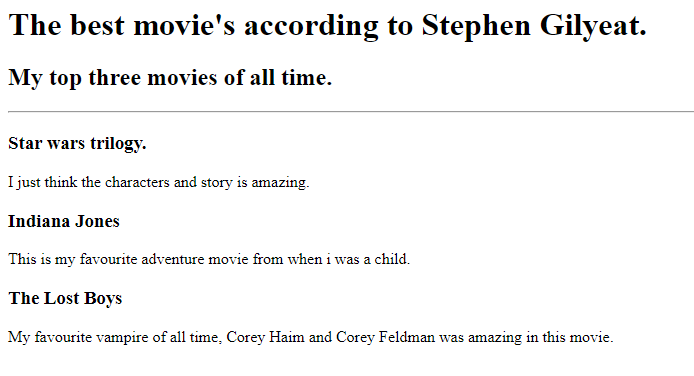 The best movie's according to Stephen Gilyeat.
My top three movies of all time.
Star wars trilogy.
I just think the characters and story is amazing.
Indiana Jones
This is my favourite adventure movie from when i was a child.
The Lost Boys
My favourite vampire of all time, Corey Haim and Corey Feldman was amazing in this movie.